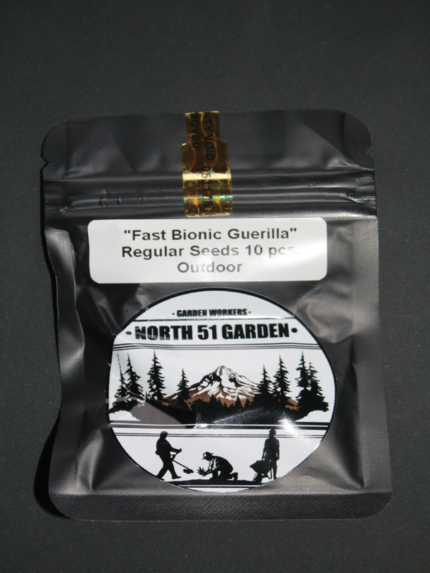 "Fast Bionic Guerilla"
Regular Seeds 10 pcs.
Outdoor
· GARDEN WORKERS ·
· NORTH 51 GARDEN ·